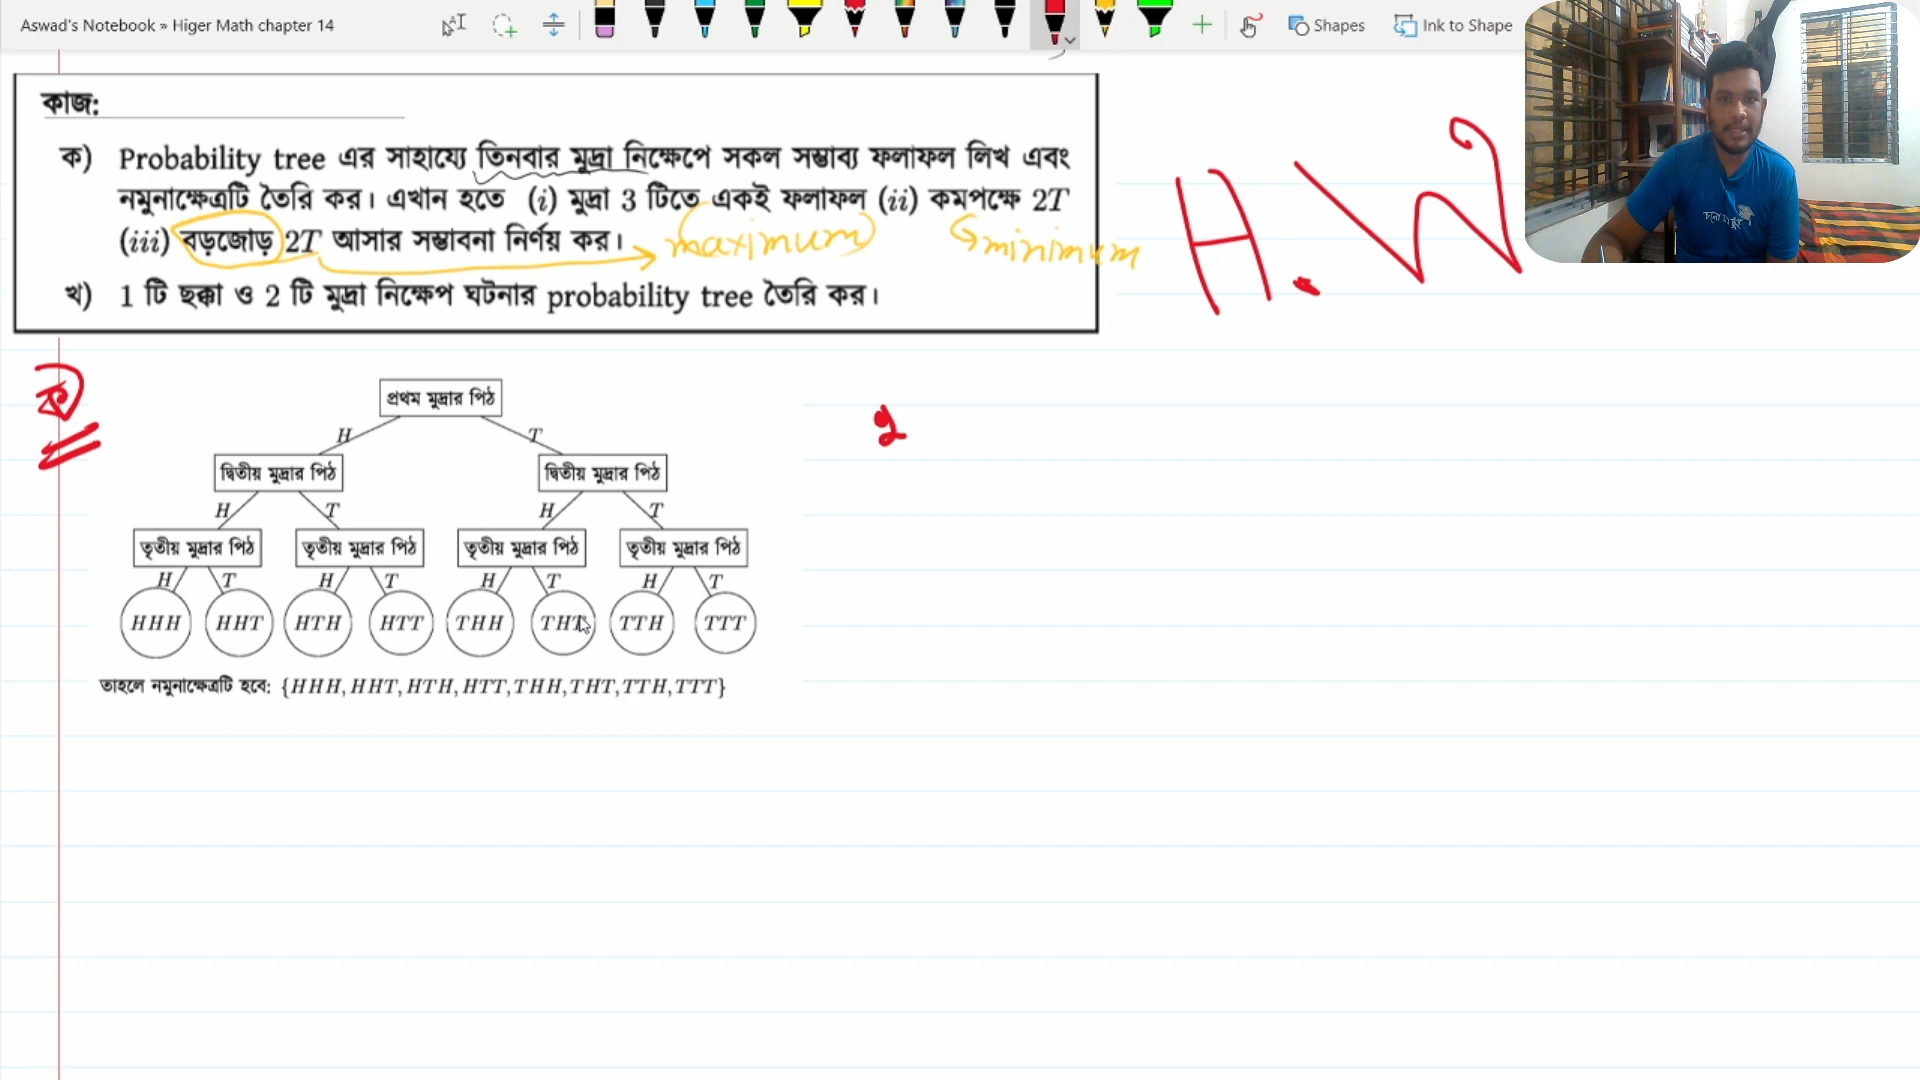 Aswad's Notebook » Higer Math chapter 14
Shapes
Ink to Shape
কাজ:
ক) Probability tree এর সাহায্যে তিনবার মুদ্রা নিক্ষেপে সকল সম্ভাব্য ফলাফল লিখ এবং
নমুনাক্ষেত্রটি তৈরি কর। এখান হতে (i) মুদ্রা 3 টিতে একই ফলাফল (ii) কমপক্ষে 2T
(iii) বড়জোড় 2T আসার সম্ভাবনা নির্ণয় কর।
maximum
minimum
খ) 1 টি ছক্কা ও 2 টি মুদ্রা নিক্ষেপ ঘটনার probability tree তৈরি কর।
H.W
ক
প্রথম মুদ্রার পিঠ
H T
দ্বিতীয় মুদ্রার পিঠ দ্বিতীয় মুদ্রার পিঠ
H T H T
তৃতীয় মুদ্রার পিঠ তৃতীয় মুদ্রার পিঠ তৃতীয় মুদ্রার পিঠ তৃতীয় মুদ্রার পিঠ
H T H T H T H T
HHH HHT HTH HTT THH THT TTH TTT
তাহলে নমুনাক্ষেত্রটি হবে: {HHH, HHT, HTH, HTT, THH, THT, TTH, TTT}